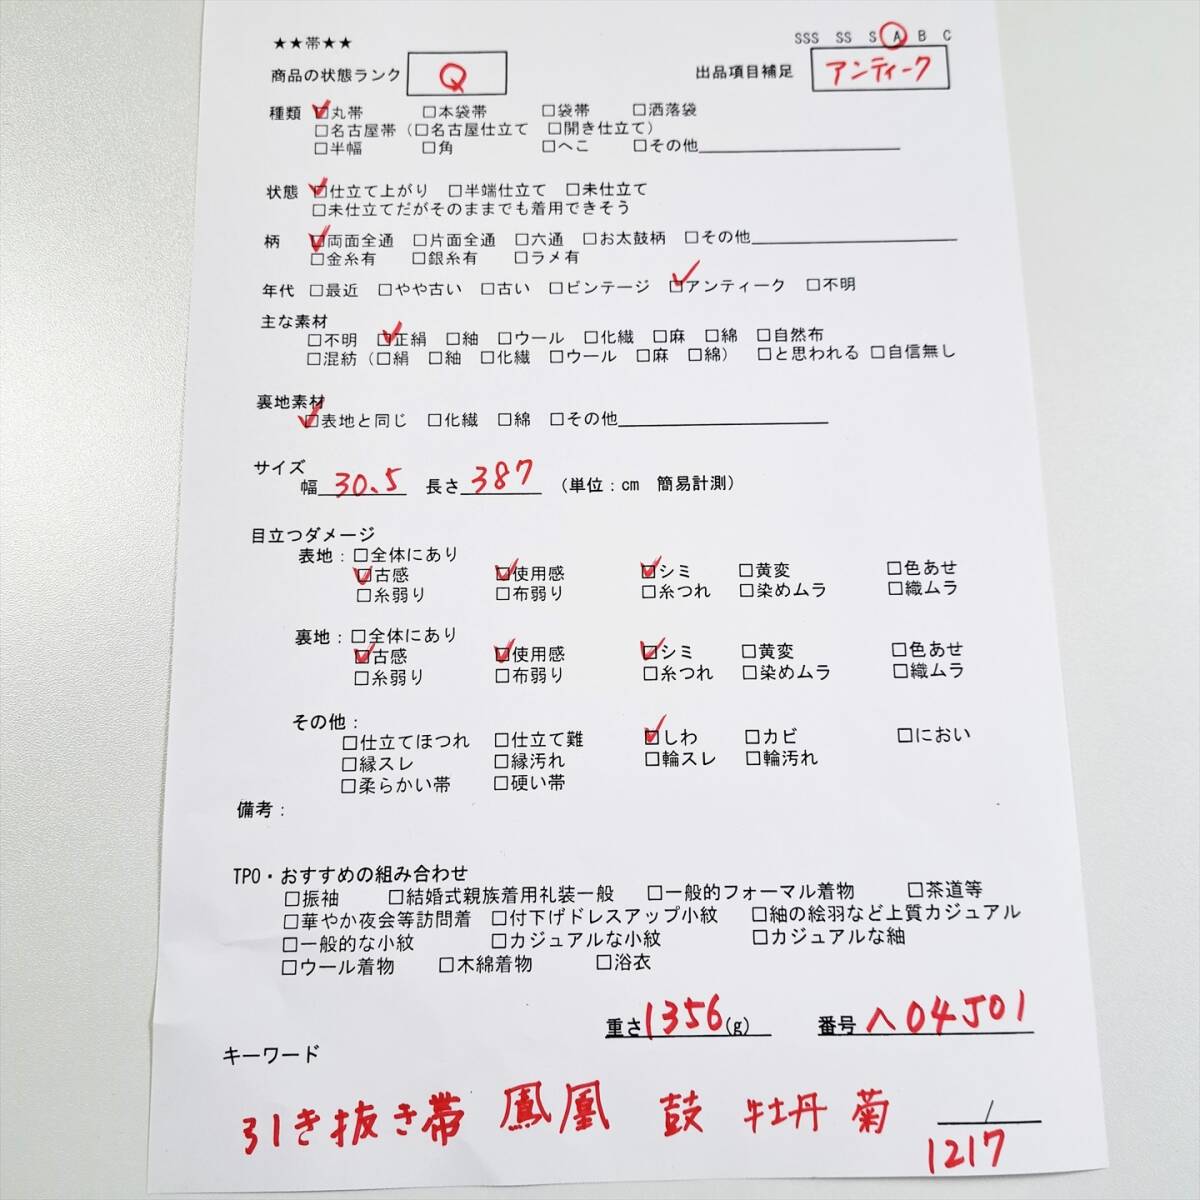 ★★帯★★
SSS SS S A B C
商品の状態ランク Q 出品項目補足 アンティーク
種類 ☑丸帯 □本袋帯 □袋帯 □洒落袋
□名古屋帯（□名古屋仕立て □開き仕立て）
□半幅 □角 □へこ □その他
状態 ☑仕立て上がり □半端仕立て □未仕立て
□未仕立てだがそのままでも着用できそう
柄 ☑両面全通 □片面全通 □六通 □お太鼓柄 □その他
□金糸有 □銀糸有 □ラメ有
年代 □最近 □やや古い □古い □ビンテージ ☑アンティーク □不明
主な素材
□不明 ☑正絹 □紬 □ウール □化繊 □麻 □綿 □自然布
□混紡（□絹 □紬 □化繊 □ウール □麻 □綿） □と思われる □自信無し
裏地素材
☑表地と同じ □化繊 □綿 □その他
サイズ
幅 30.5 長さ 387 （単位：cm 簡易計測）
目立つダメージ
表地：□全体にあり
☑古感 ☑使用感 ☑シミ □黄変 □色あせ
□糸弱り □布弱り □糸つれ □染めムラ □織ムラ
裏地：□全体にあり
☑古感 ☑使用感 ☑シミ □黄変 □色あせ
□糸弱り □布弱り □糸つれ □染めムラ □織ムラ
その他：
□仕立てほつれ □仕立て難 ☑しわ □カビ □におい
□縁スレ □縁汚れ □輪スレ □輪汚れ
□柔らかい帯 □硬い帯
備考：
TPO・おすすめの組み合わせ
□振袖 □結婚式親族着用礼装一般 □一般的フォーマル着物 □茶道等
□華やか夜会等訪問着 □付下げドレスアップ小紋 □紬の絵羽など上質カジュアル
□一般的な小紋 □カジュアルな小紋 □カジュアルな紬
□ウール着物 □木綿着物 □浴衣
重さ 1356 (g) 番号 へ04J01
キーワード
引き抜き帯 鳳凰 鼓 牡丹 菊 /
1217